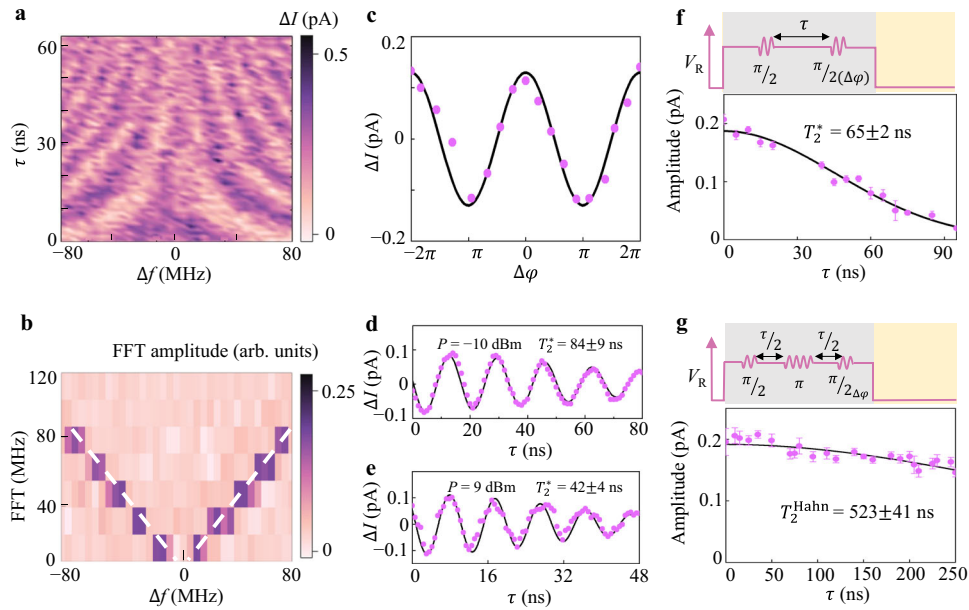 a
ΔI (pA)
0.5
0
60
30
0
τ (ns)
−80
0
80
Δf (MHz)
b
FFT amplitude (arb. units)
0.25
0
120
80
40
0
FFT (MHz)
−80
0
80
Δf (MHz)
c
0.2
0
−0.2
ΔI (pA)
−2π
π
0
π
2π
Δφ
d
P = −10 dBm
T₂* = 84±9 ns
0.1
0
−0.1
ΔI (pA)
0
20
40
60
80
τ (ns)
e
P = 9 dBm
T₂* = 42±4 ns
0.1
0
−0.1
ΔI (pA)
0
16
32
48
τ (ns)
f
V_R
τ
π/2
π/2(Δφ)
T₂* = 65±2 ns
0.2
0.1
0
Amplitude (pA)
0
30
60
90
τ (ns)
g
V_R
τ/2
τ/2
π/2
π
π/2Δφ
T₂^Hahn = 523±41 ns
0.2
0.1
0
Amplitude (pA)
0
50
100
150
200
250
τ (ns)